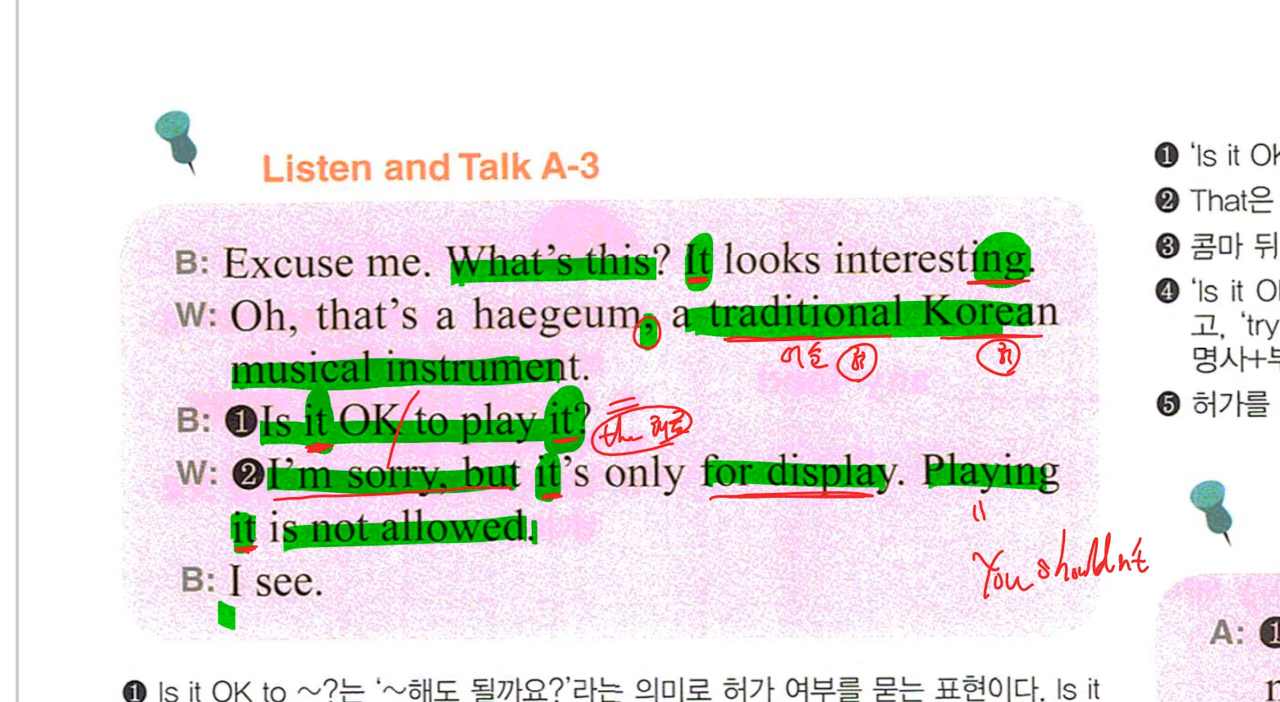 Listen and Talk A-3
B: Excuse me. What's this? It looks interesting.
W: Oh, that's a haegeum, a traditional Korean
musical instrument.
B: ❶Is it OK to play it?
W: ❷I'm sorry, but it's only for display. Playing
it is not allowed.
You shouldn't
B: I see.
❶ Is it OK to ~?는 '~해도 될까요?'라는 의미로 허가 여부를 묻는 표현이다. Is it
❶ 'Is it OK
❷ That은
❸ 콤마 뒤
❹ 'Is it OK
고, 'try
명사+부
❺ 허가를
A: ❶